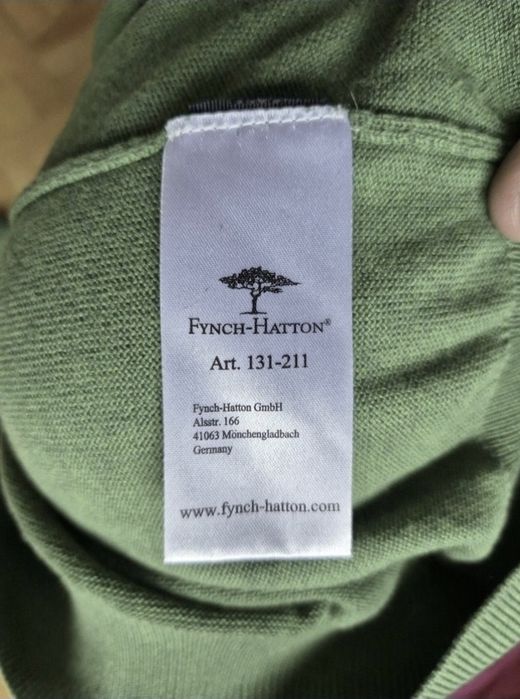 FYNCH-HATTON®
Art. 131-211
Fynch-Hatton GmbH
Alsstr. 166
41063 Mönchengladbach
Germany
www.fynch-hatton.com